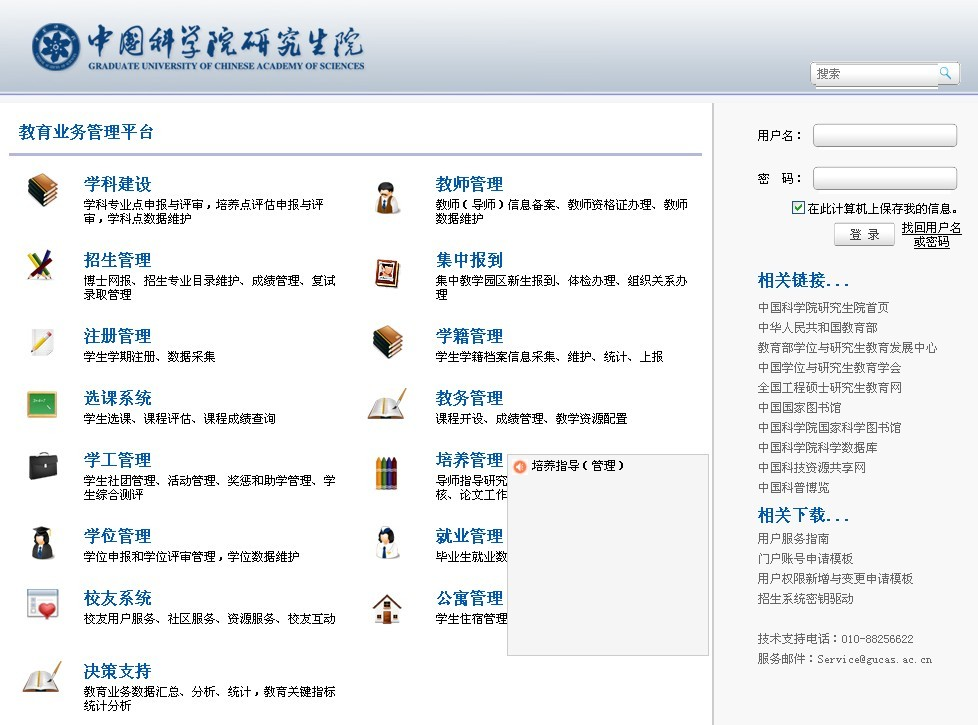 中国科学院研究生院
GRADUATE UNIVERSITY OF CHINESE ACADEMY OF SCIENCES
搜索
教育业务管理平台
学科建设
学科专业点申报与评审，培养点评估申报与评
审，学科点数据维护
教师管理
教师（导师）信息备案、教师资格证办理、教师
数据维护
招生管理
博士网报、招生专业目录维护、成绩管理、复试
录取管理
集中报到
集中教学园区新生报到、体检办理、组织关系办
理
注册管理
学生学期注册、数据采集
学籍管理
学生学籍档案信息采集、维护、统计、上报
选课系统
学生选课、课程评估、课程成绩查询
教务管理
课程开设、成绩管理、教学资源配置
学工管理
学生社团管理、活动管理、奖惩和助学管理、学
生综合测评
培养管理
导师指导研究
核、论文工作
培养指导（管理）
学位管理
学位申报和学位评审管理，学位数据维护
就业管理
毕业生就业数
校友系统
校友用户服务、社区服务、资源服务、校友互动
公寓管理
学生住宿管理
决策支持
教育业务数据汇总、分析、统计，教育关键指标
统计分析
用户名：
密 码：
在此计算机上保存我的信息。
登 录
找回用户名
或密码
相关链接...
中国科学院研究生院首页
中华人民共和国教育部
教育部学位与研究生教育发展中心
中国学位与研究生教育学会
全国工程硕士研究生教育网
中国国家图书馆
中国科学院国家科学图书馆
中国科学院科学数据库
中国科技资源共享网
中国科普博览
相关下载...
用户服务指南
门户账号申请模板
用户权限新增与变更申请模板
招生系统密钥驱动
技术支持电话：010-88256622
服务邮件：Service@gucas.ac.cn